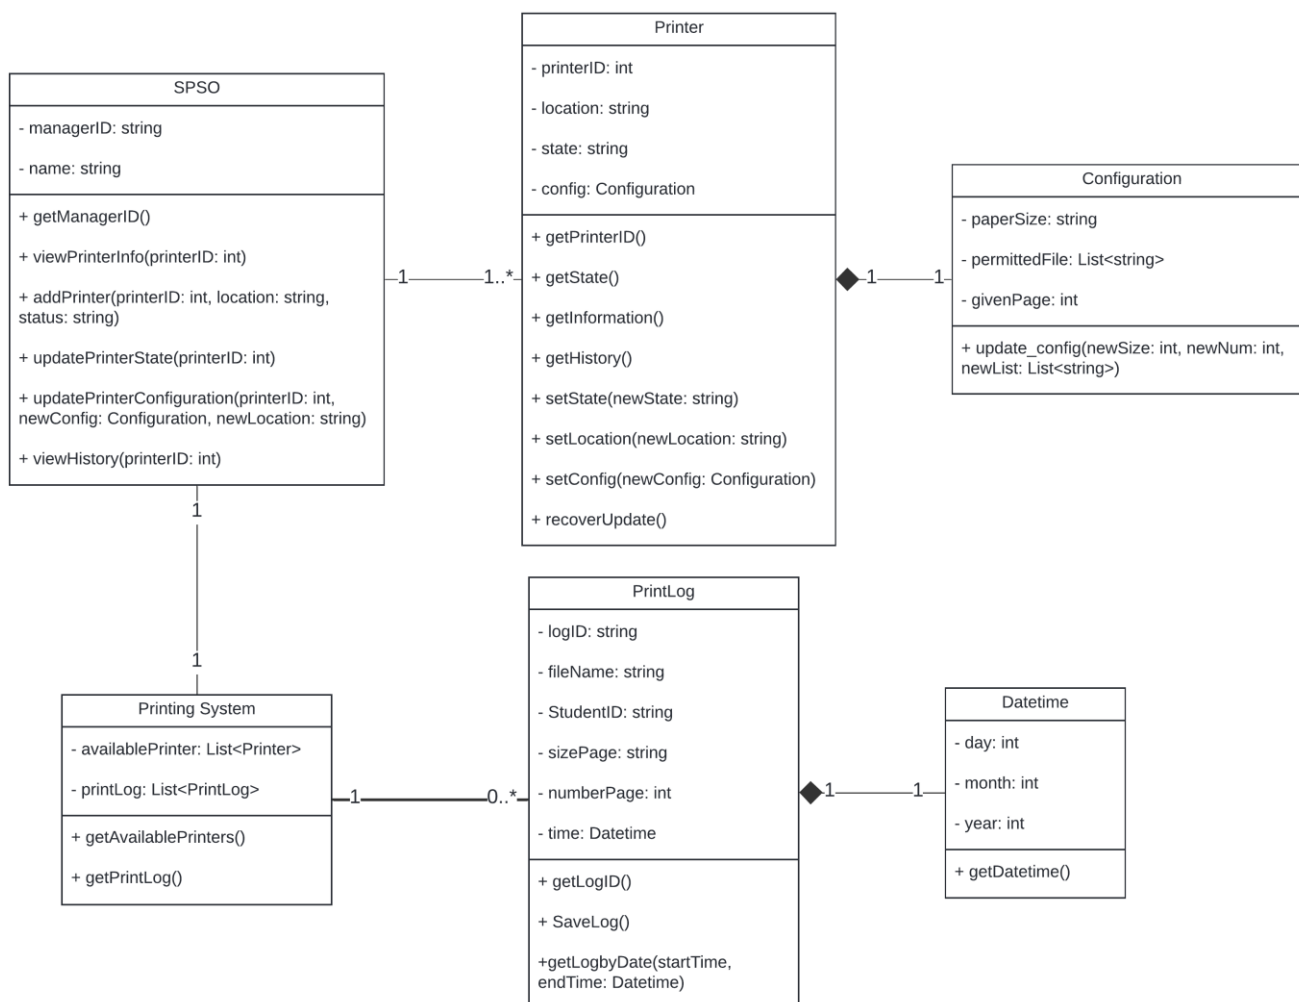 Printer
- printerID: int
- location: string
- state: string
- config: Configuration
+ getPrinterID()
+ getState()
+ getInformation()
+ getHistory()
+ setState(newState: string)
+ setLocation(newLocation: string)
+ setConfig(newConfig: Configuration)
+ recoverUpdate()
SPSO
- managerID: string
- name: string
+ getManagerID()
+ viewPrinterInfo(printerID: int)
+ addPrinter(printerID: int, location: string,
status: string)
+ updatePrinterState(printerID: int)
+ updatePrinterConfiguration(printerID: int,
newConfig: Configuration, newLocation: string)
+ viewHistory(printerID: int)
1
1..*
1
1
Configuration
- paperSize: string
- permittedFile: List<string>
- givenPage: int
+ update_config(newSize: int, newNum: int,
newList: List<string>)
1
1
Printing System
- availablePrinter: List<Printer>
- printLog: List<PrintLog>
+ getAvailablePrinters()
+ getPrintLog()
1
0..*
PrintLog
- logID: string
- fileName: string
- StudentID: string
- sizePage: string
- numberPage: int
- time: Datetime
+ getLogID()
+ SaveLog()
+getLogbyDate(startTime,
endTime: Datetime)
1
1
Datetime
- day: int
- month: int
- year: int
+ getDatetime()